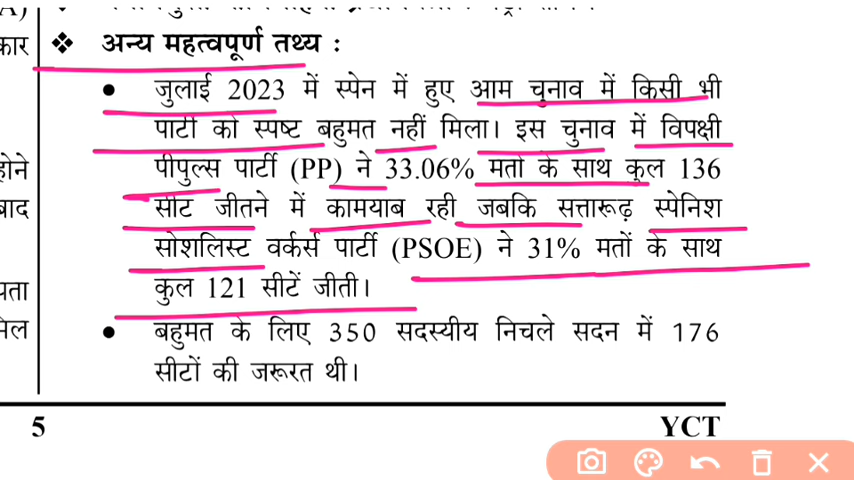 कार ❖ अन्य महत्वपूर्ण तथ्य :
• जुलाई 2023 में स्पेन में हुए आम चुनाव में किसी भी
पार्टी को स्पष्ट बहुमत नहीं मिला। इस चुनाव में विपक्षी
होने पीपुल्स पार्टी (PP) ने 33.06% मतों के साथ कुल 136
बाद सीट जीतने में कामयाब रही जबकि सत्तारूढ़ स्पेनिश
सोशलिस्ट वर्कर्स पार्टी (PSOE) ने 31% मतों के साथ
कुल 121 सीटें जीती।
• बहुमत के लिए 350 सदस्यीय निचले सदन में 176
सीटों की जरूरत थी।
5 YCT